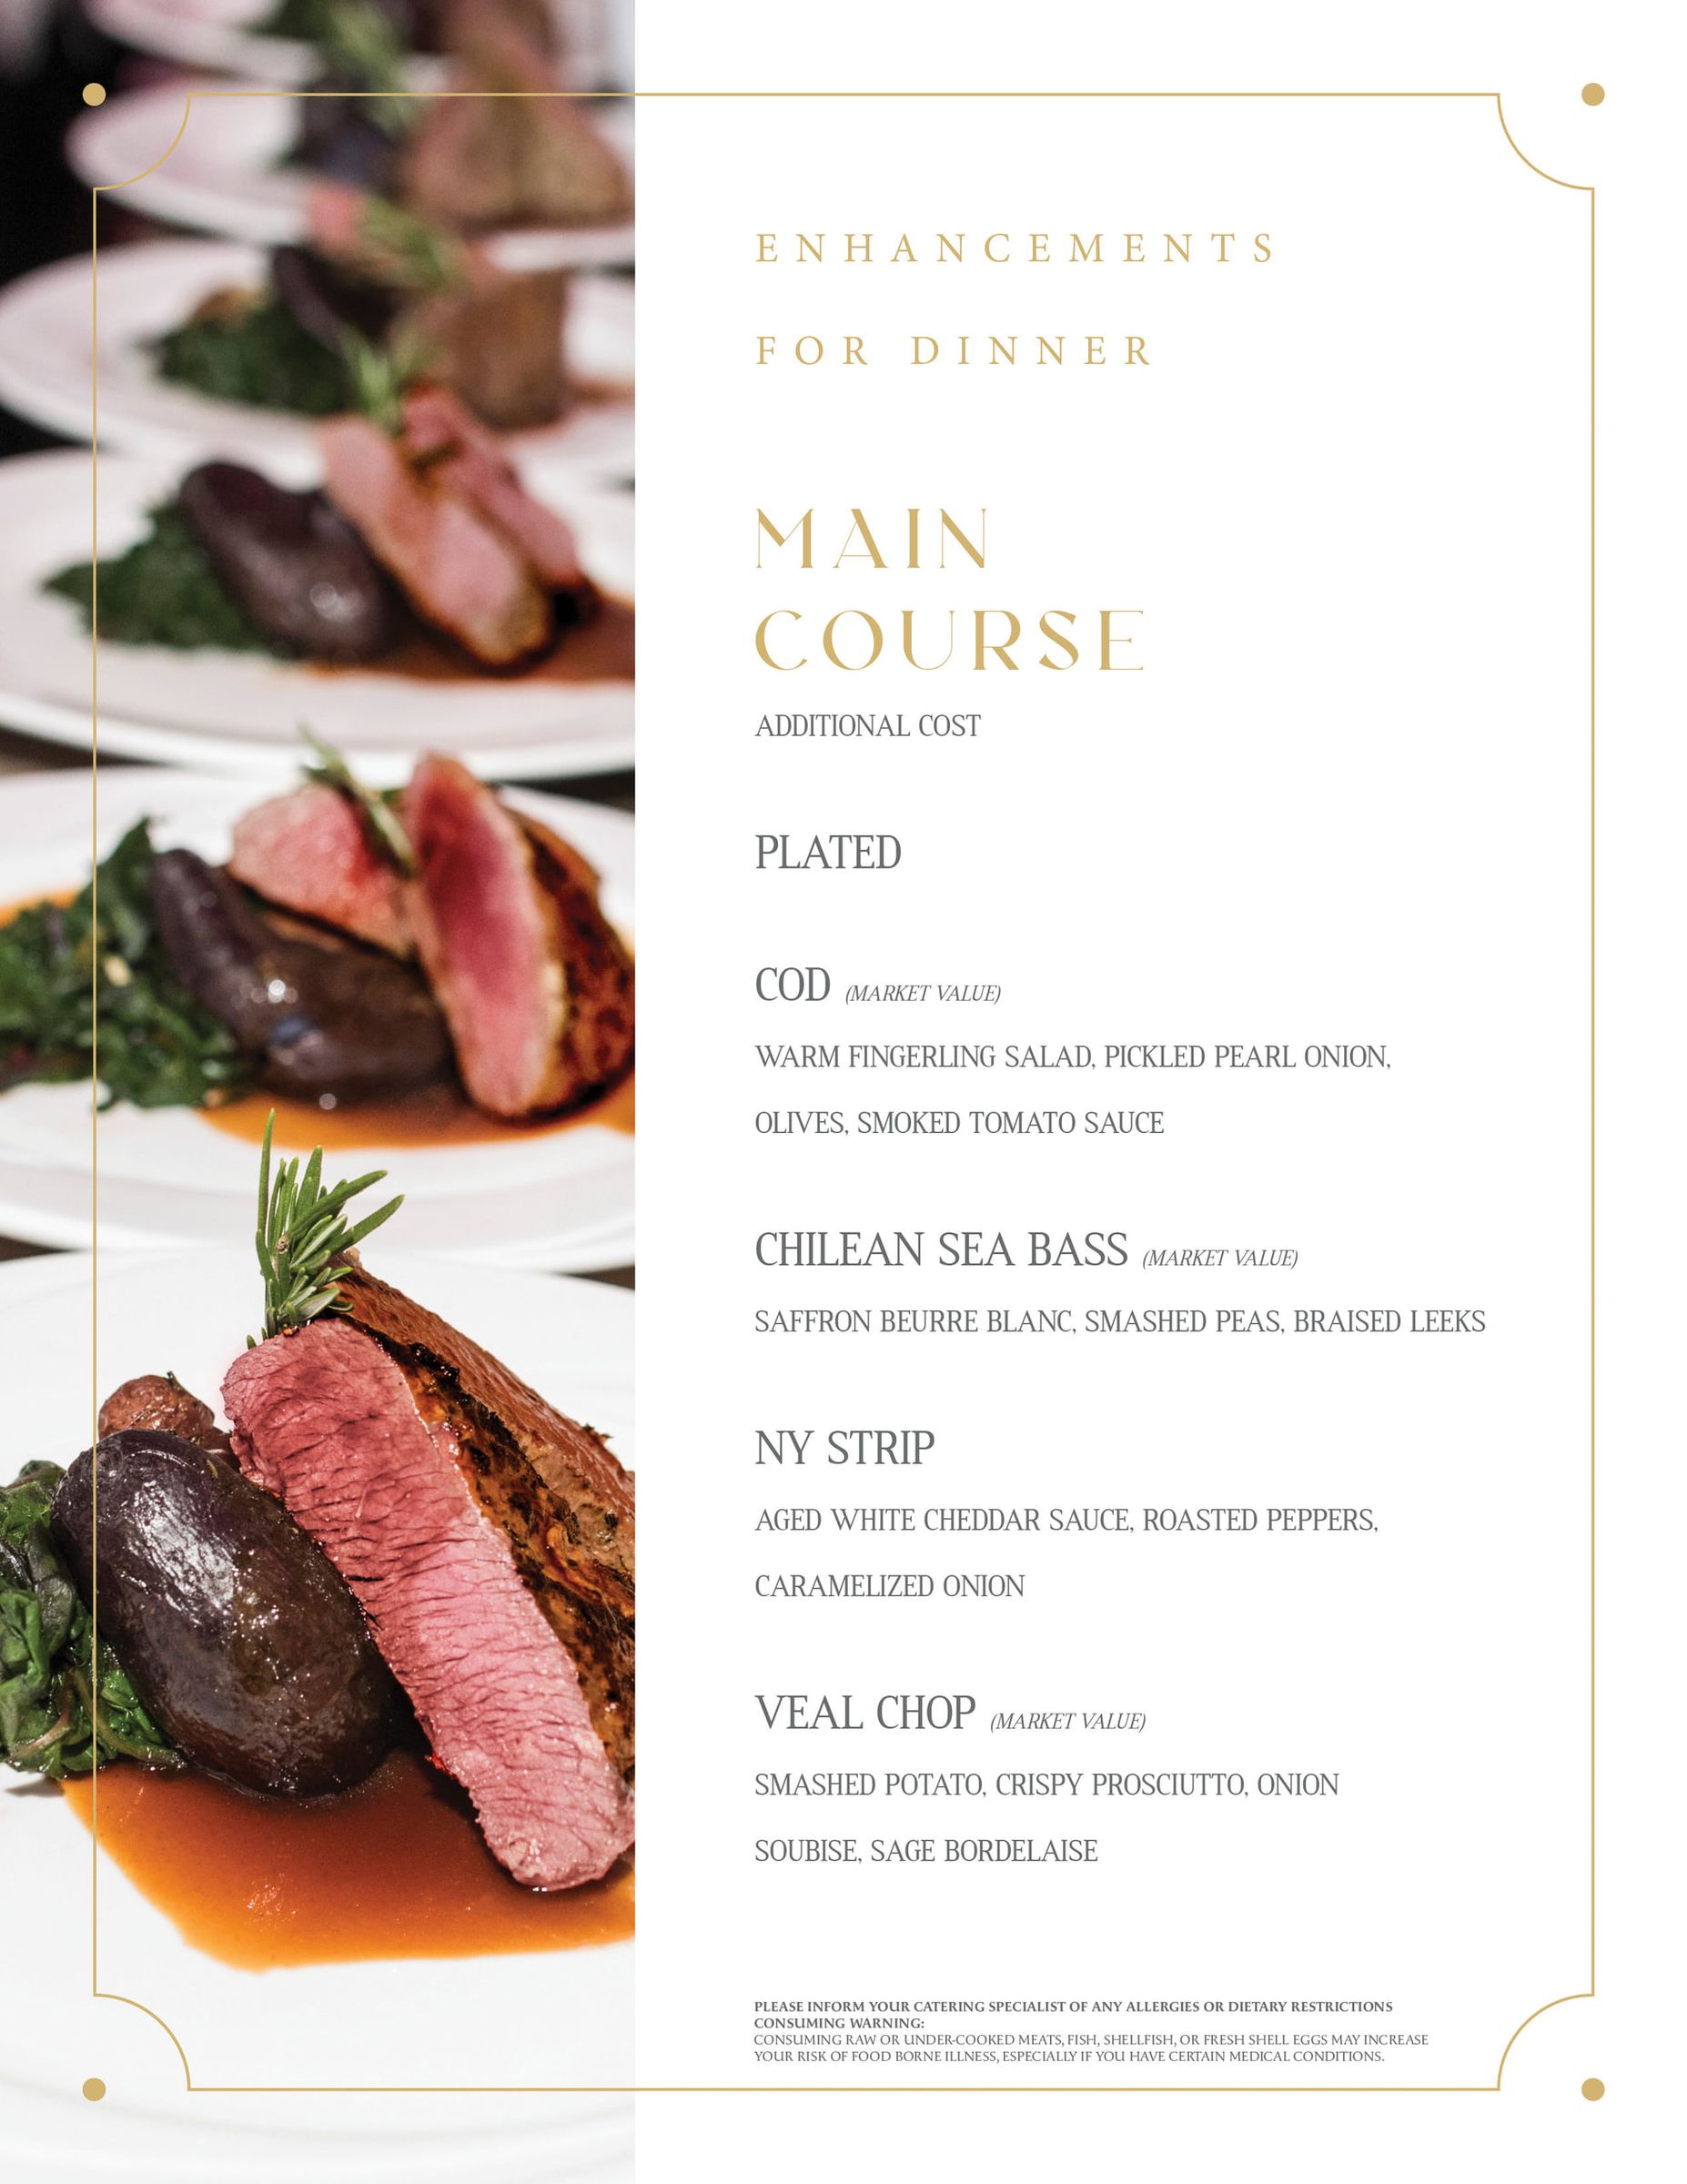 ENHANCEMENTS
FOR DINNER
MAIN
COURSE
ADDITIONAL COST
PLATED
COD (MARKET VALUE)
WARM FINGERLING SALAD, PICKLED PEARL ONION,
OLIVES, SMOKED TOMATO SAUCE
CHILEAN SEA BASS (MARKET VALUE)
SAFFRON BEURRE BLANC, SMASHED PEAS, BRAISED LEEKS
NY STRIP
AGED WHITE CHEDDAR SAUCE, ROASTED PEPPERS,
CARAMELIZED ONION
VEAL CHOP (MARKET VALUE)
SMASHED POTATO, CRISPY PROSCIUTTO, ONION
SOUBISE, SAGE BORDELAISE
PLEASE INFORM YOUR CATERING SPECIALIST OF ANY ALLERGIES OR DIETARY RESTRICTIONS
CONSUMING WARNING:
CONSUMING RAW OR UNDER-COOKED MEATS, FISH, SHELLFISH, OR FRESH SHELL EGGS MAY INCREASE
YOUR RISK OF FOOD BORNE ILLNESS, ESPECIALLY IF YOU HAVE CERTAIN MEDICAL CONDITIONS.